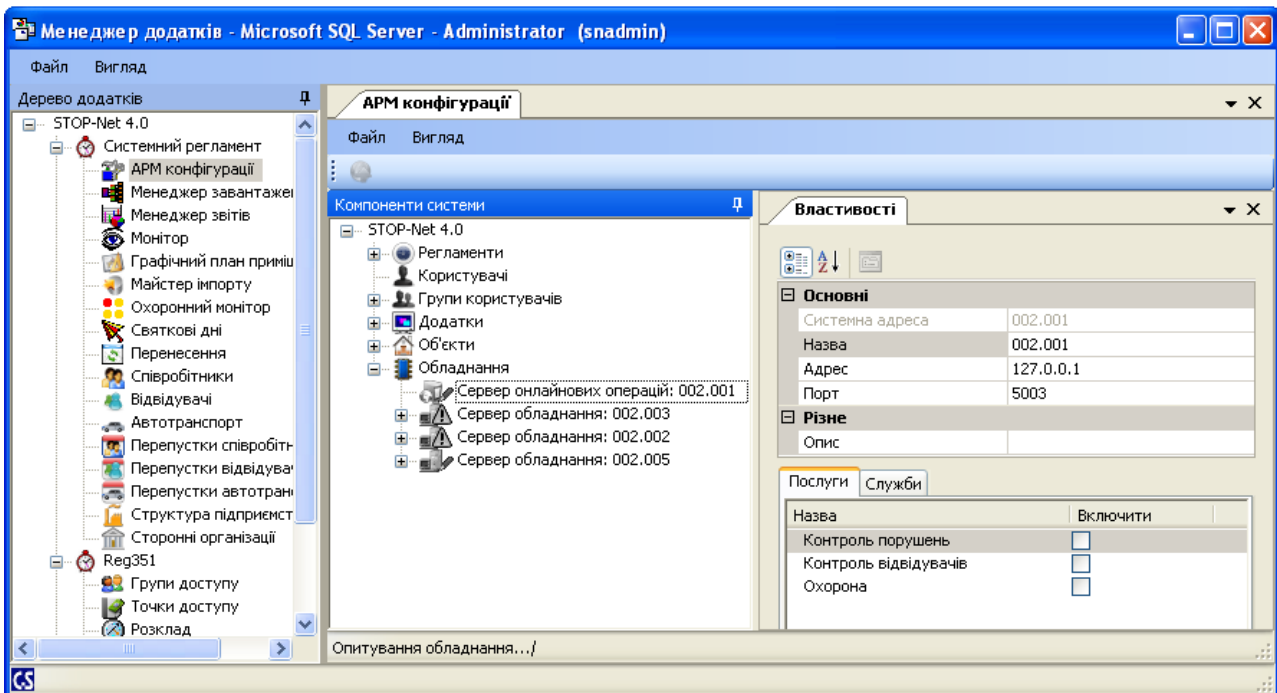 Менеджер додатків - Microsoft SQL Server - Administrator (snadmin)
Файл Вигляд
Дерево додатків
STOP-Net 4.0
Системний регламент
АРМ конфігурації
Менеджер завантажен
Менеджер звітів
Монітор
Графічний план приміщ
Майстер імпорту
Охоронний монітор
Святкові дні
Перенесення
Співробітники
Відвідувачі
Автотранспорт
Перепустки співробітн
Перепустки відвідувач
Перепустки автотранс
Структура підприємст
Сторонні організації
Reg351
Групи доступу
Точки доступу
Розклад
АРМ конфігурації
Файл Вигляд
Компоненти системи
STOP-Net 4.0
Регламенти
Користувачі
Групи користувачів
Додатки
Об'єкти
Обладнання
Сервер онлайнових операцій: 002.001
Сервер обладнання: 002.003
Сервер обладнання: 002.002
Сервер обладнання: 002.005
Властивості
Основні
Системна адреса 002.001
Назва 002.001
Адрес 127.0.0.1
Порт 5003
Різне
Опис
Послуги Служби
Назва Включити
Контроль порушень
Контроль відвідувачів
Охорона
Опитування обладнання.../
CS